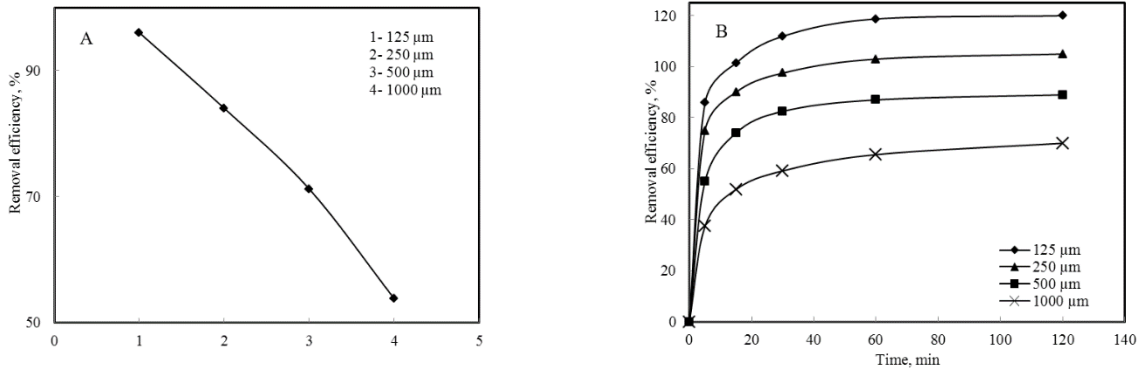 A
1- 125 µm
2- 250 µm
3- 500 µm
4- 1000 µm
Removal efficiency, %
90
70
50
0 1 2 3 4 5
B
Removal efficiency, %
120
100
80
60
40
20
0
125 µm
250 µm
500 µm
1000 µm
0 20 40 60 80 100 120 140
Time, min